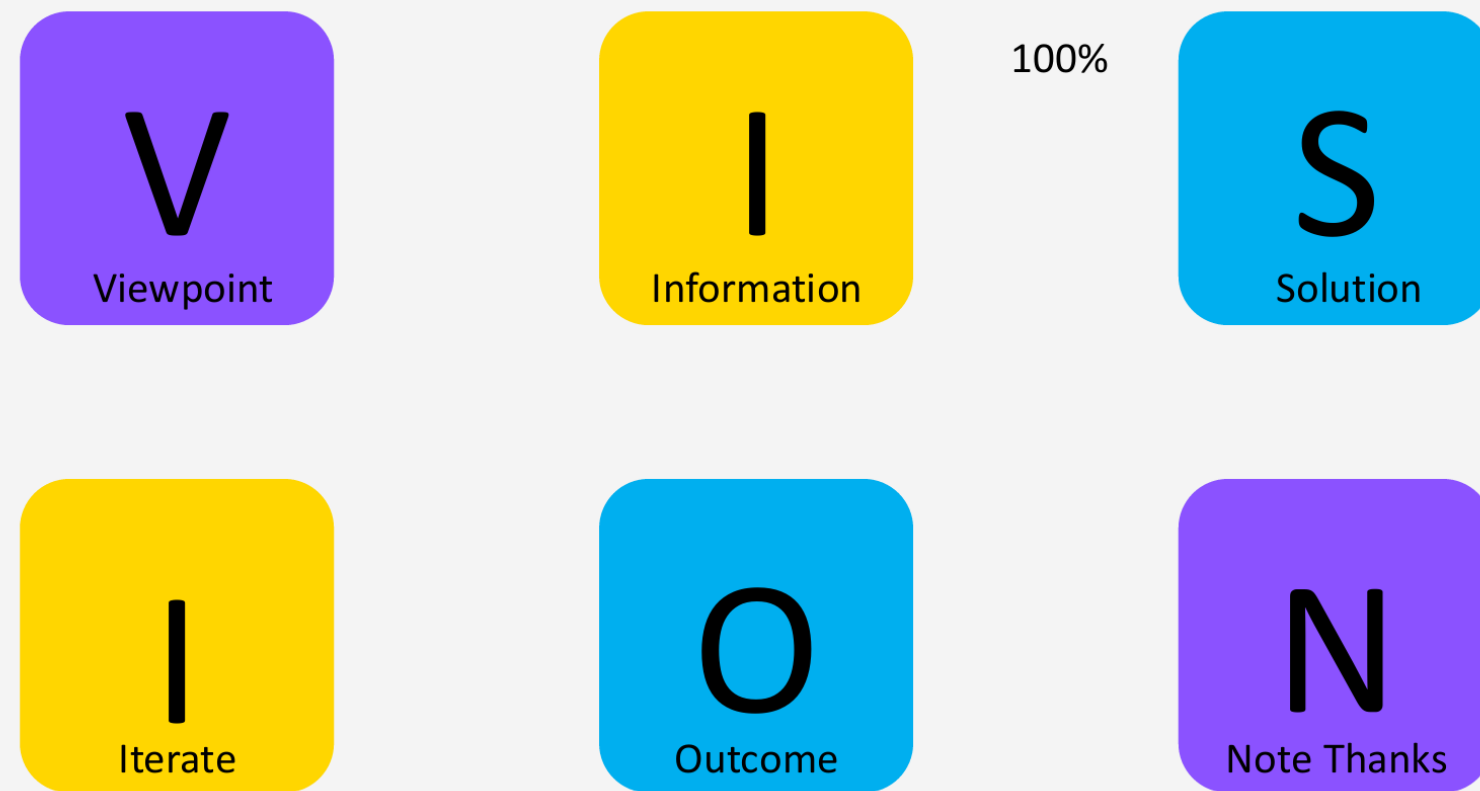 V
Viewpoint
I
Information
100%
S
Solution
I
Iterate
O
Outcome
N
Note Thanks